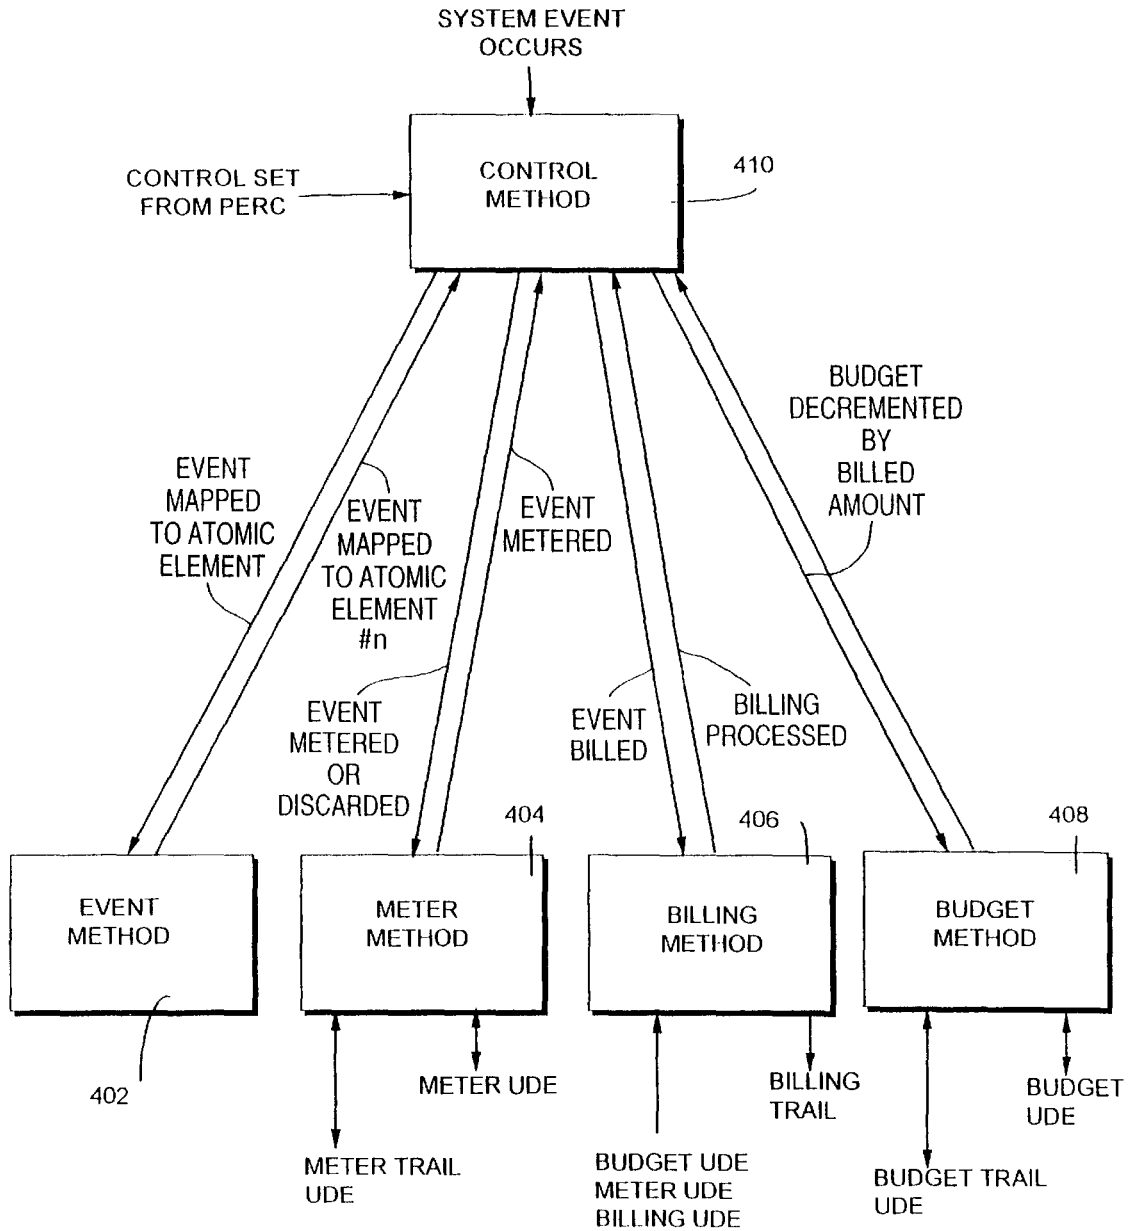 SYSTEM EVENT
OCCURS
CONTROL
METHOD
410
CONTROL SET
FROM PERC
BUDGET
DECREMENTED
BY
BILLED
AMOUNT
EVENT
MAPPED
TO ATOMIC
ELEMENT
EVENT
MAPPED
TO ATOMIC
ELEMENT
#n
EVENT
METERED
EVENT
METERED
OR
DISCARDED
EVENT
BILLED
BILLING
PROCESSED
404
406
408
EVENT
METHOD
METER
METHOD
BILLING
METHOD
BUDGET
METHOD
402
METER UDE
BILLING
TRAIL
BUDGET
UDE
METER TRAIL
UDE
BUDGET UDE
METER UDE
BILLING UDE
BUDGET TRAIL
UDE